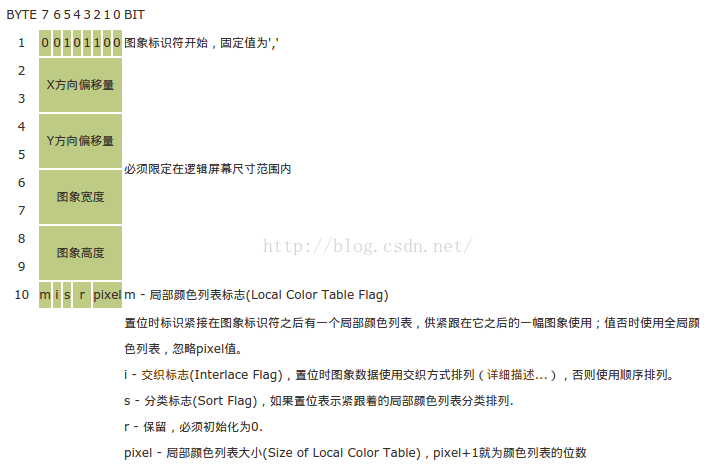 BYTE 7 6 5 4 3 2 1 0 BIT
1 0 0 1 0 1 1 0 0 图象标识符开始，固定值为','
2
X方向偏移量
3
4
Y方向偏移量
5
必须限定在逻辑屏幕尺寸范围内
6
图象宽度
7
8
http://blog.csdn.net/
图象高度
9
10 m i s r pixel m - 局部颜色列表标志(Local Color Table Flag)
置位时标识紧接在图象标识符之后有一个局部颜色列表，供紧跟在它之后的一幅图象使用；值否时使用全局颜
色列表，忽略pixel值。
i - 交织标志(Interlace Flag)，置位时图象数据使用交织方式排列（详细描述...），否则使用顺序排列。
s - 分类标志(Sort Flag)，如果置位表示紧跟着的局部颜色列表分类排列.
r - 保留，必须初始化为0.
pixel - 局部颜色列表大小(Size of Local Color Table)，pixel+1就为颜色列表的位数